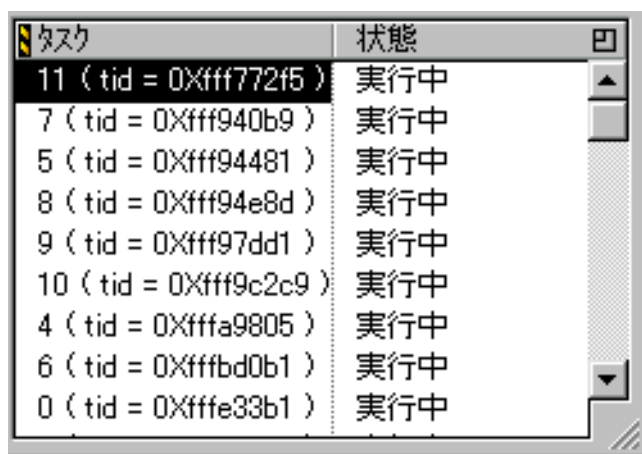 タスク 状態
11 ( tid = 0Xfff772f5 ) 実行中
7 ( tid = 0Xfff940b9 ) 実行中
5 ( tid = 0Xfff94481 ) 実行中
8 ( tid = 0Xfff94e8d ) 実行中
9 ( tid = 0Xfff97dd1 ) 実行中
10 ( tid = 0Xfff9c2c9 ) 実行中
4 ( tid = 0Xfffa9805 ) 実行中
6 ( tid = 0Xfffbd0b1 ) 実行中
0 ( tid = 0Xfffe33b1 ) 実行中